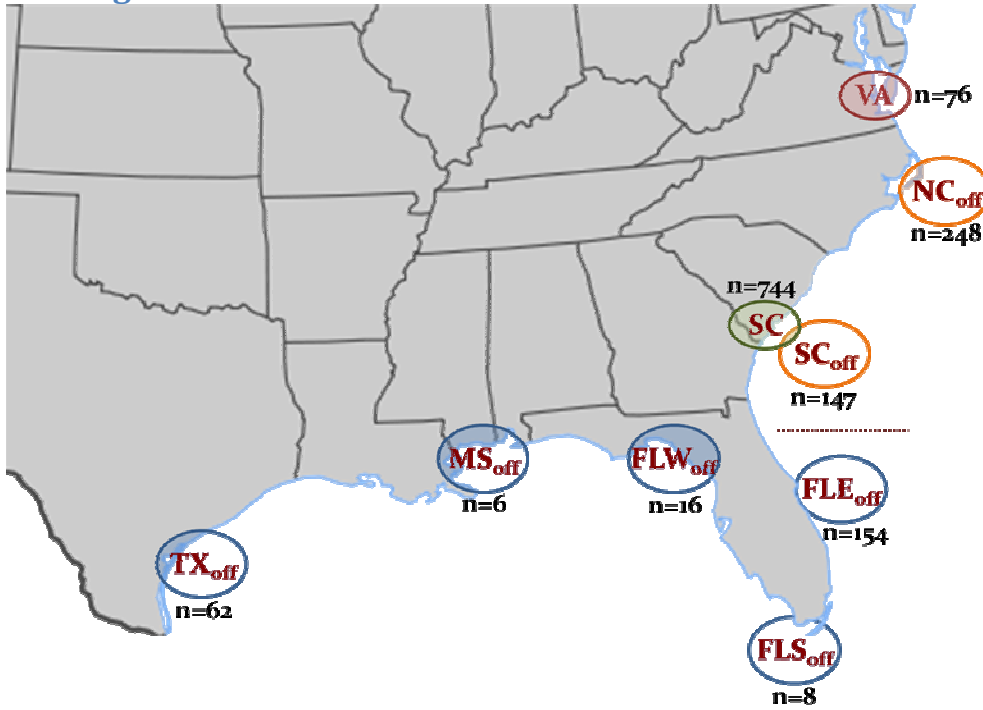 VA n=76
NCoff
n=248
n=744
SC
SCoff
n=147
MSoff
n=6
FLWoff
n=16
FLEoff
n=154
TXoff
n=62
FLSoff
n=8